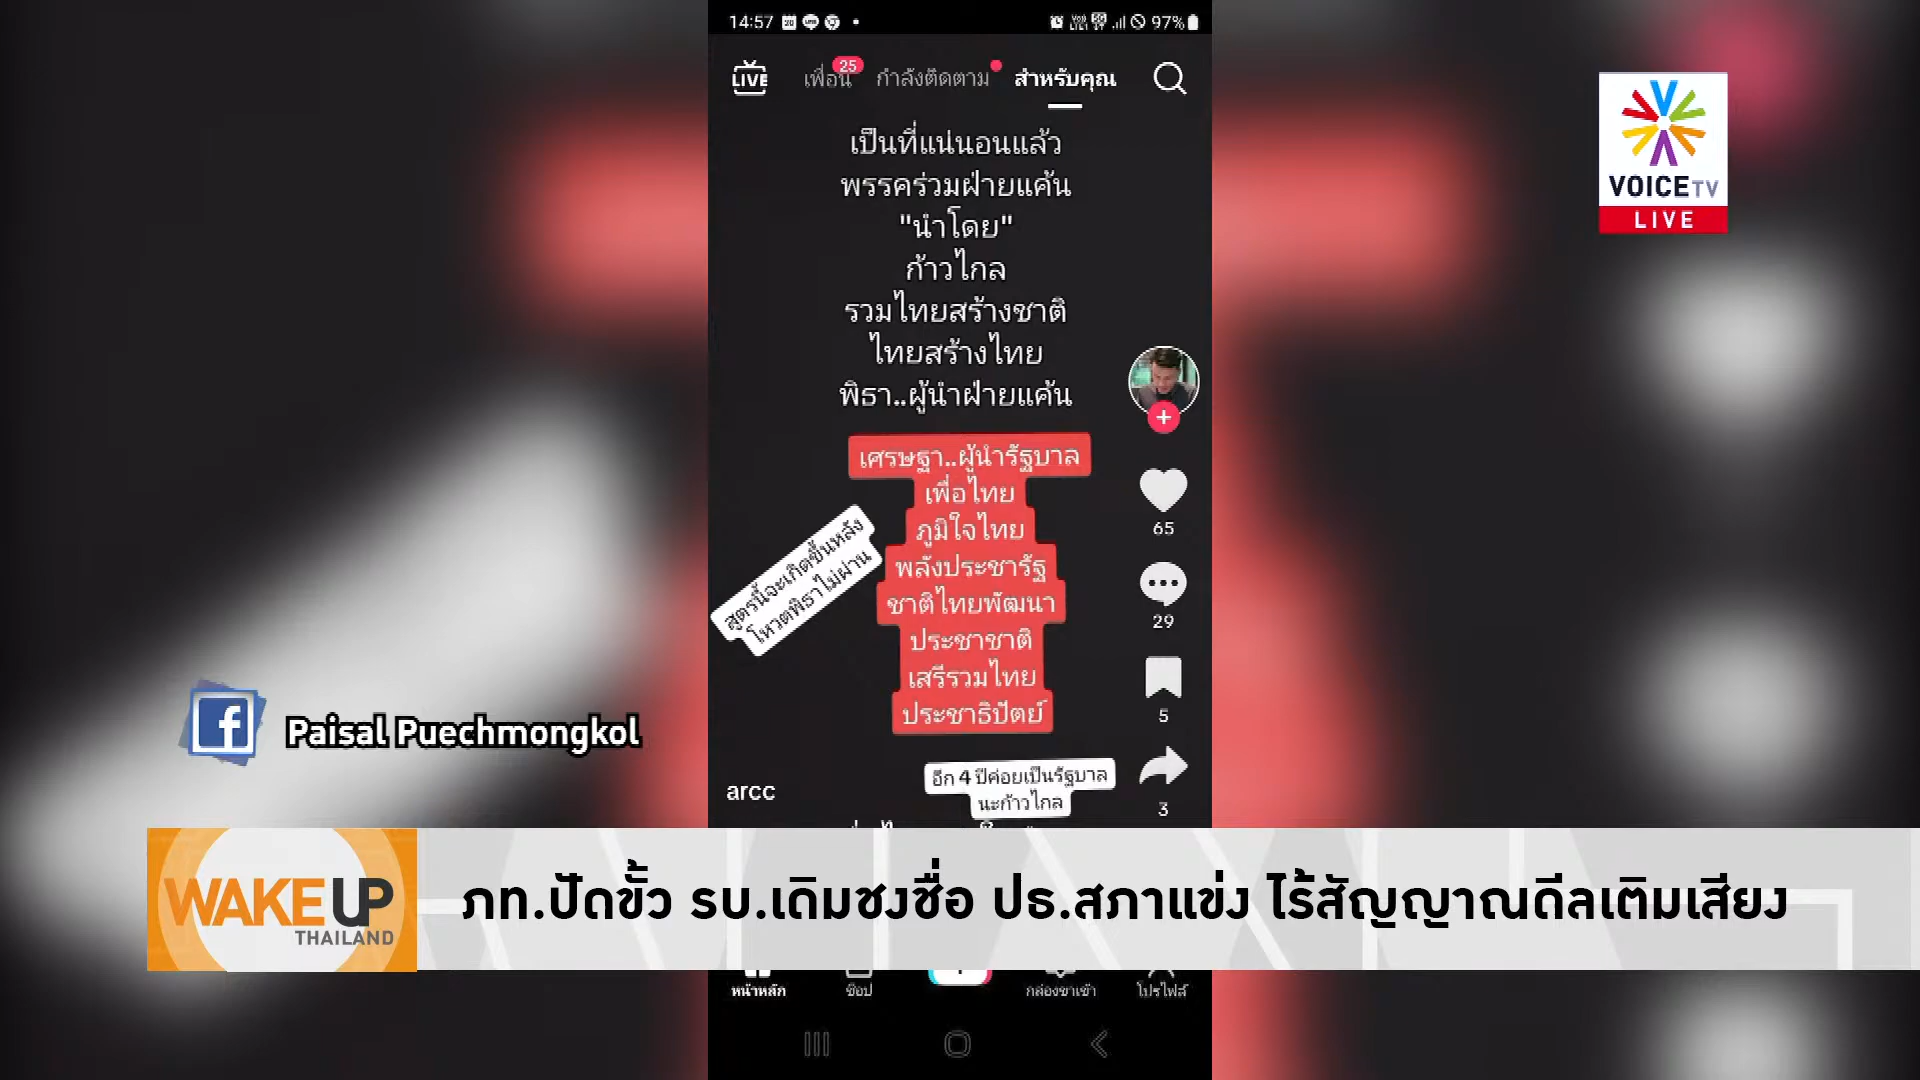 14:57
97%
LIVE
เพื่อน
25
กำลังติดตาม
สำหรับคุณ
เป็นที่แน่นอนแล้ว
พรรคร่วมฝ่ายแค้น
"นำโดย"
ก้าวไกล
รวมไทยสร้างชาติ
ไทยสร้างไทย
พิธา..ผู้นำฝ่ายแค้น
เศรษฐา..ผู้นำรัฐบาล
เพื่อไทย
ภูมิใจไทย
พลังประชารัฐ
ชาติไทยพัฒนา
ประชาชาติ
เสรีรวมไทย
ประชาธิปัตย์
สูตรนี้จะเกิดขึ้นหลัง
โหวตพิธาไม่ผ่าน
อีก 4 ปีค่อยเป็นรัฐบาล
นะก้าวไกล
65
29
5
3
arcc
VOICETV
LIVE
Paisal Puechmongkol
WAKEUP
THAILAND
ภท.ปัดขั้ว รบ.เดิมชงชื่อ ปธ.สภาแข่ง ไร้สัญญาณดีลเติมเสียง
หน้าหลัก
ช้อป
กล่องขาเข้า
โปรไฟล์